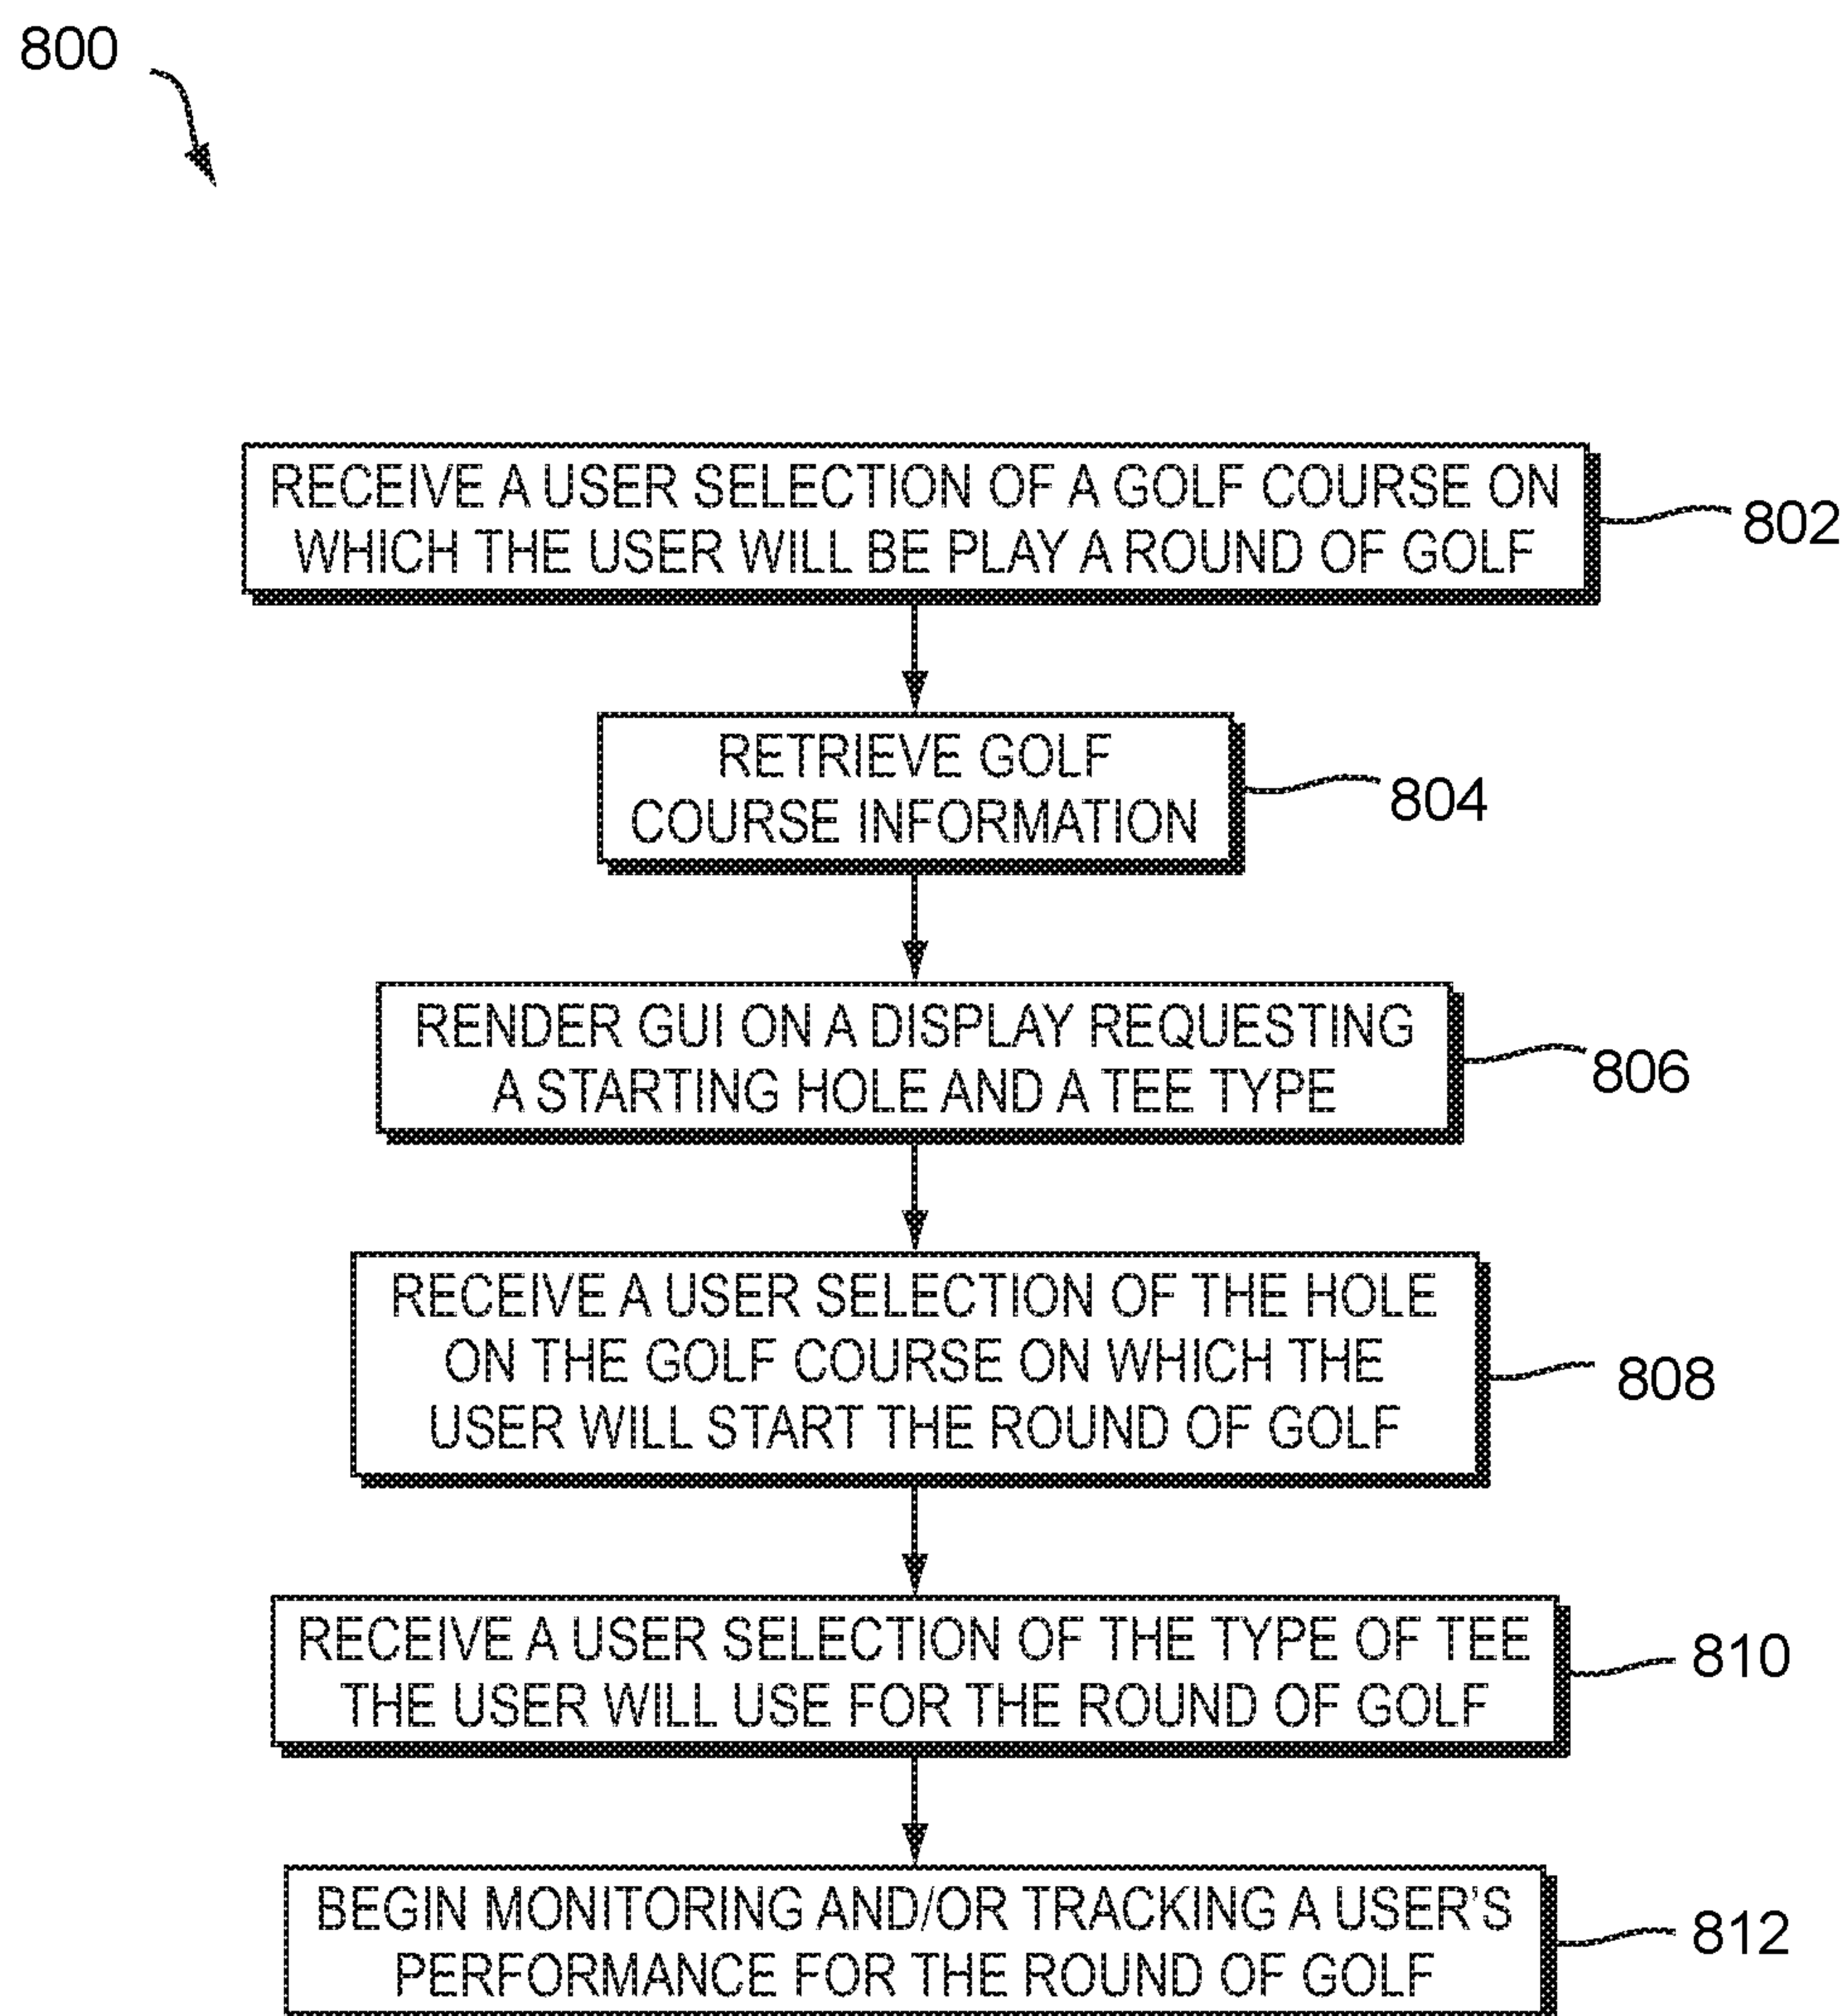 800
RECEIVE A USER SELECTION OF A GOLF COURSE ON
WHICH THE USER WILL BE PLAY A ROUND OF GOLF
802
RETRIEVE GOLF
COURSE INFORMATION
804
RENDER GUI ON A DISPLAY REQUESTING
A STARTING HOLE AND A TEE TYPE
806
RECEIVE A USER SELECTION OF THE HOLE
ON THE GOLF COURSE ON WHICH THE
USER WILL START THE ROUND OF GOLF
808
RECEIVE A USER SELECTION OF THE TYPE OF TEE
THE USER WILL USE FOR THE ROUND OF GOLF
810
BEGIN MONITORING AND/OR TRACKING A USER'S
PERFORMANCE FOR THE ROUND OF GOLF
812